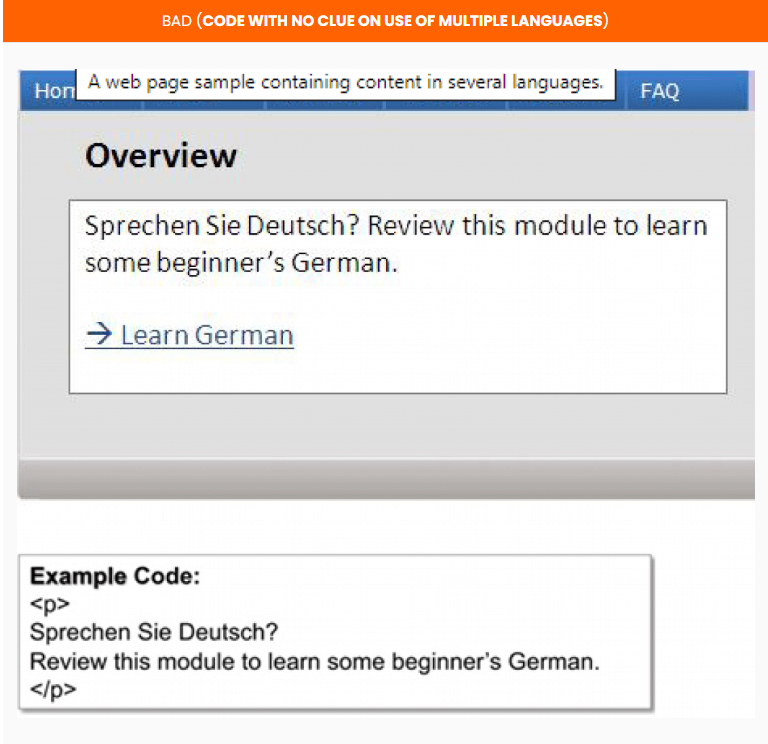 BAD (CODE WITH NO CLUE ON USE OF MULTIPLE LANGUAGES)
A web page sample containing content in several languages.
FAQ
Overview
Sprechen Sie Deutsch? Review this module to learn
some beginner’s German.
→ Learn German
Example Code:
<p>
Sprechen Sie Deutsch?
Review this module to learn some beginner’s German.
</p>